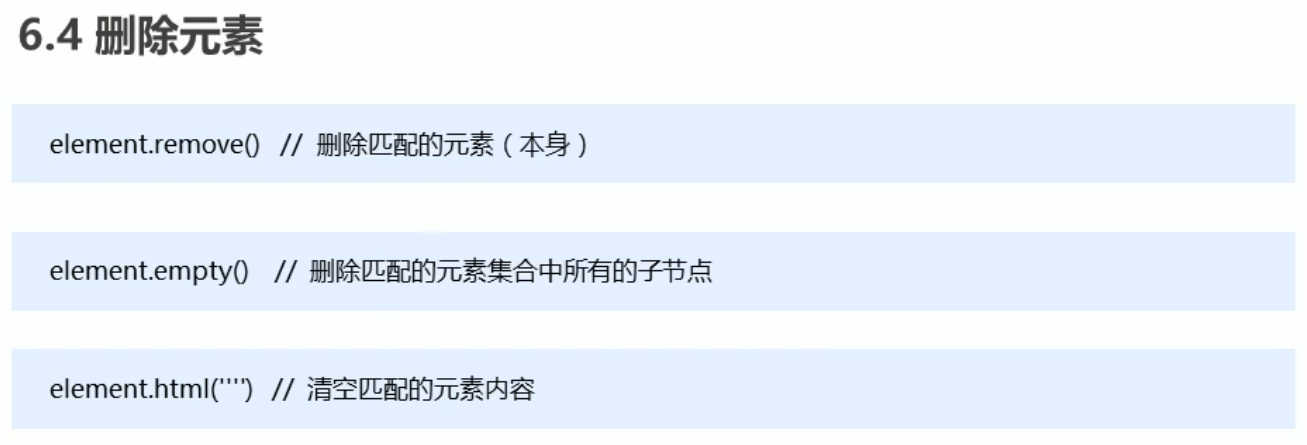 6.4 删除元素
element.remove() // 删除匹配的元素（本身）
element.empty() // 删除匹配的元素集合中所有的子节点
element.html('''') // 清空匹配的元素内容